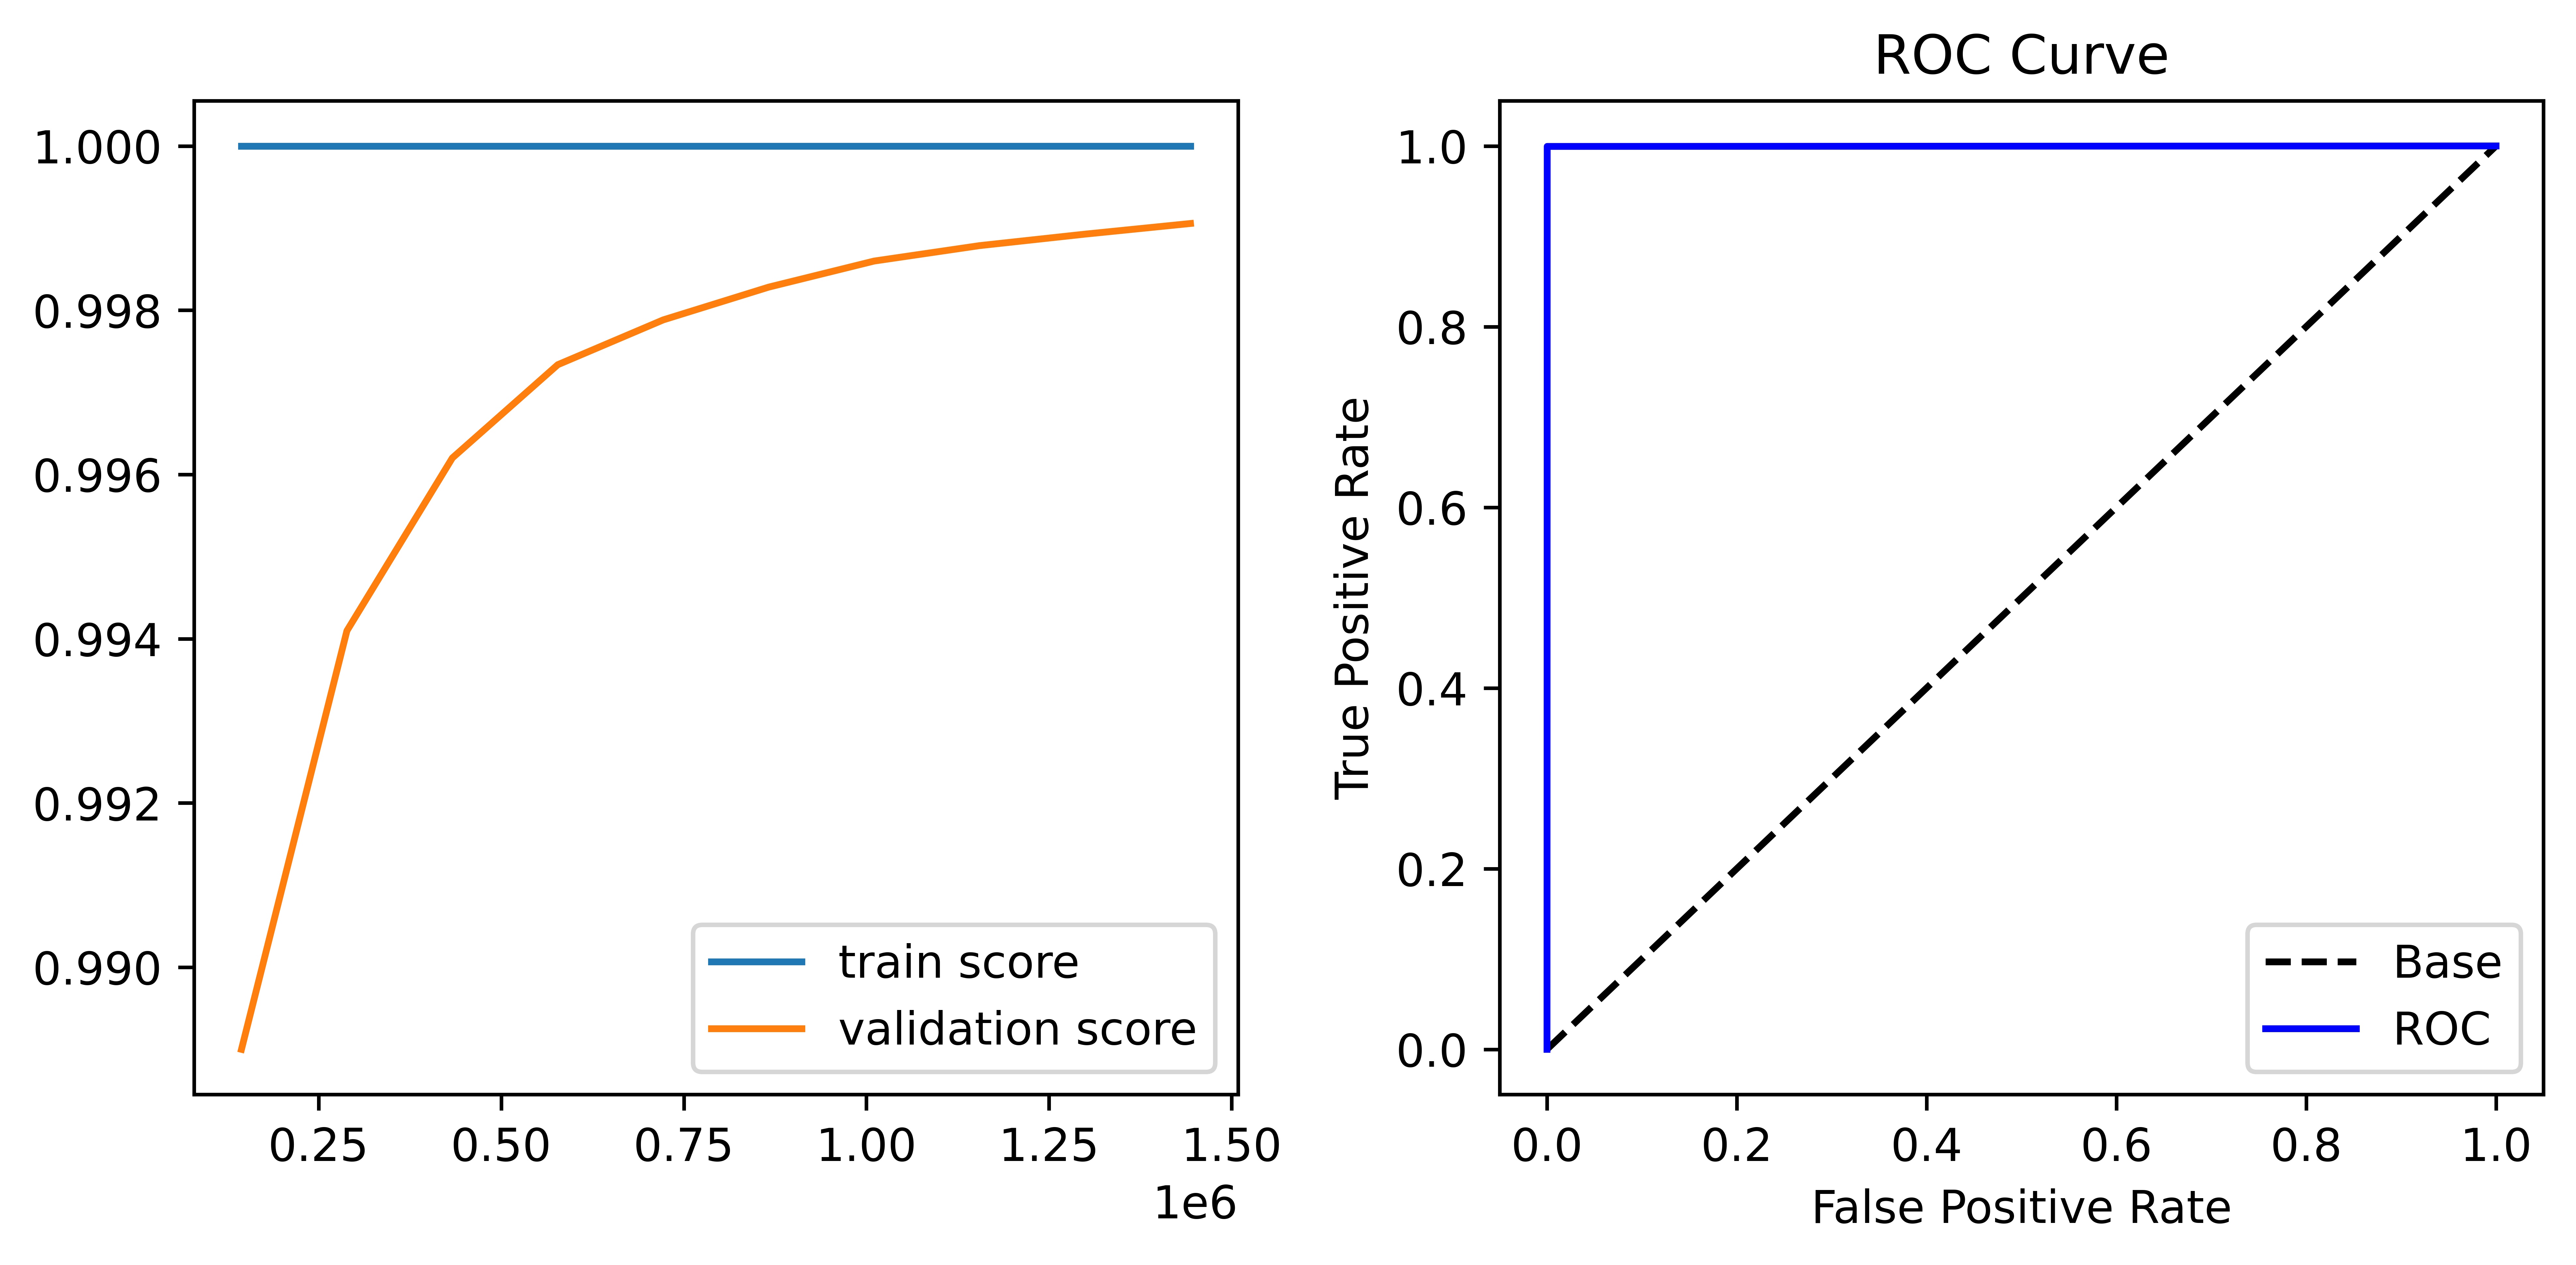 1.000
0.998
0.996
0.994
0.992
0.990
0.25 0.50 0.75 1.00 1.25 1.50
1e6
train score
validation score
ROC Curve
True Positive Rate
1.0
0.8
0.6
0.4
0.2
0.0
0.0 0.2 0.4 0.6 0.8 1.0
False Positive Rate
Base
ROC